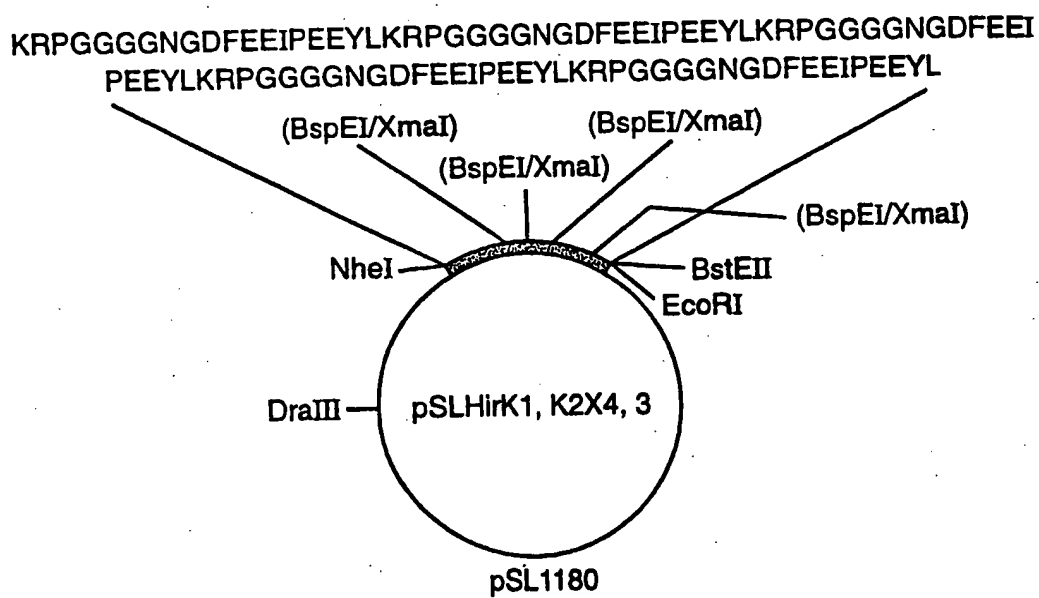 KRPGGGGNGDFEEIPEEYLKRPGGGGNGDFEEIPEEYLKRPGGGGNGDFEEI
PEEYLKRPGGGGNGDFEEIPEEYLKRPGGGGNGDFEEIPEEYL
(BspEI/XmaI)
(BspEI/XmaI)
(BspEI/XmaI)
(BspEI/XmaI)
NheI
BstEII
EcoRI
DraIII
pSLHirK1, K2X4, 3
pSL1180